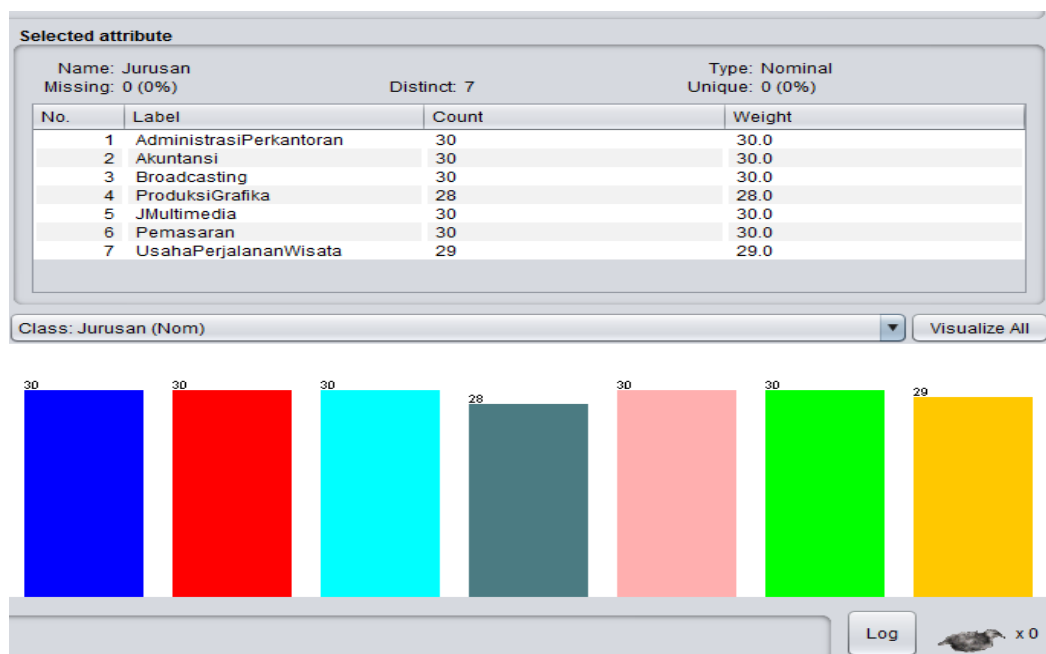 Selected attribute
Name: Jurusan Type: Nominal
Missing: 0 (0%) Distinct: 7 Unique: 0 (0%)
No. Label Count Weight
1 AdministrasiPerkantoran 30 30.0
2 Akuntansi 30 30.0
3 Broadcasting 30 30.0
4 ProduksiGrafika 28 28.0
5 JMultimedia 30 30.0
6 Pemasaran 30 30.0
7 UsahaPerjalananWisata 29 29.0
Class: Jurusan (Nom) Visualize All
30 30 30 28 30 30 29
Log x 0